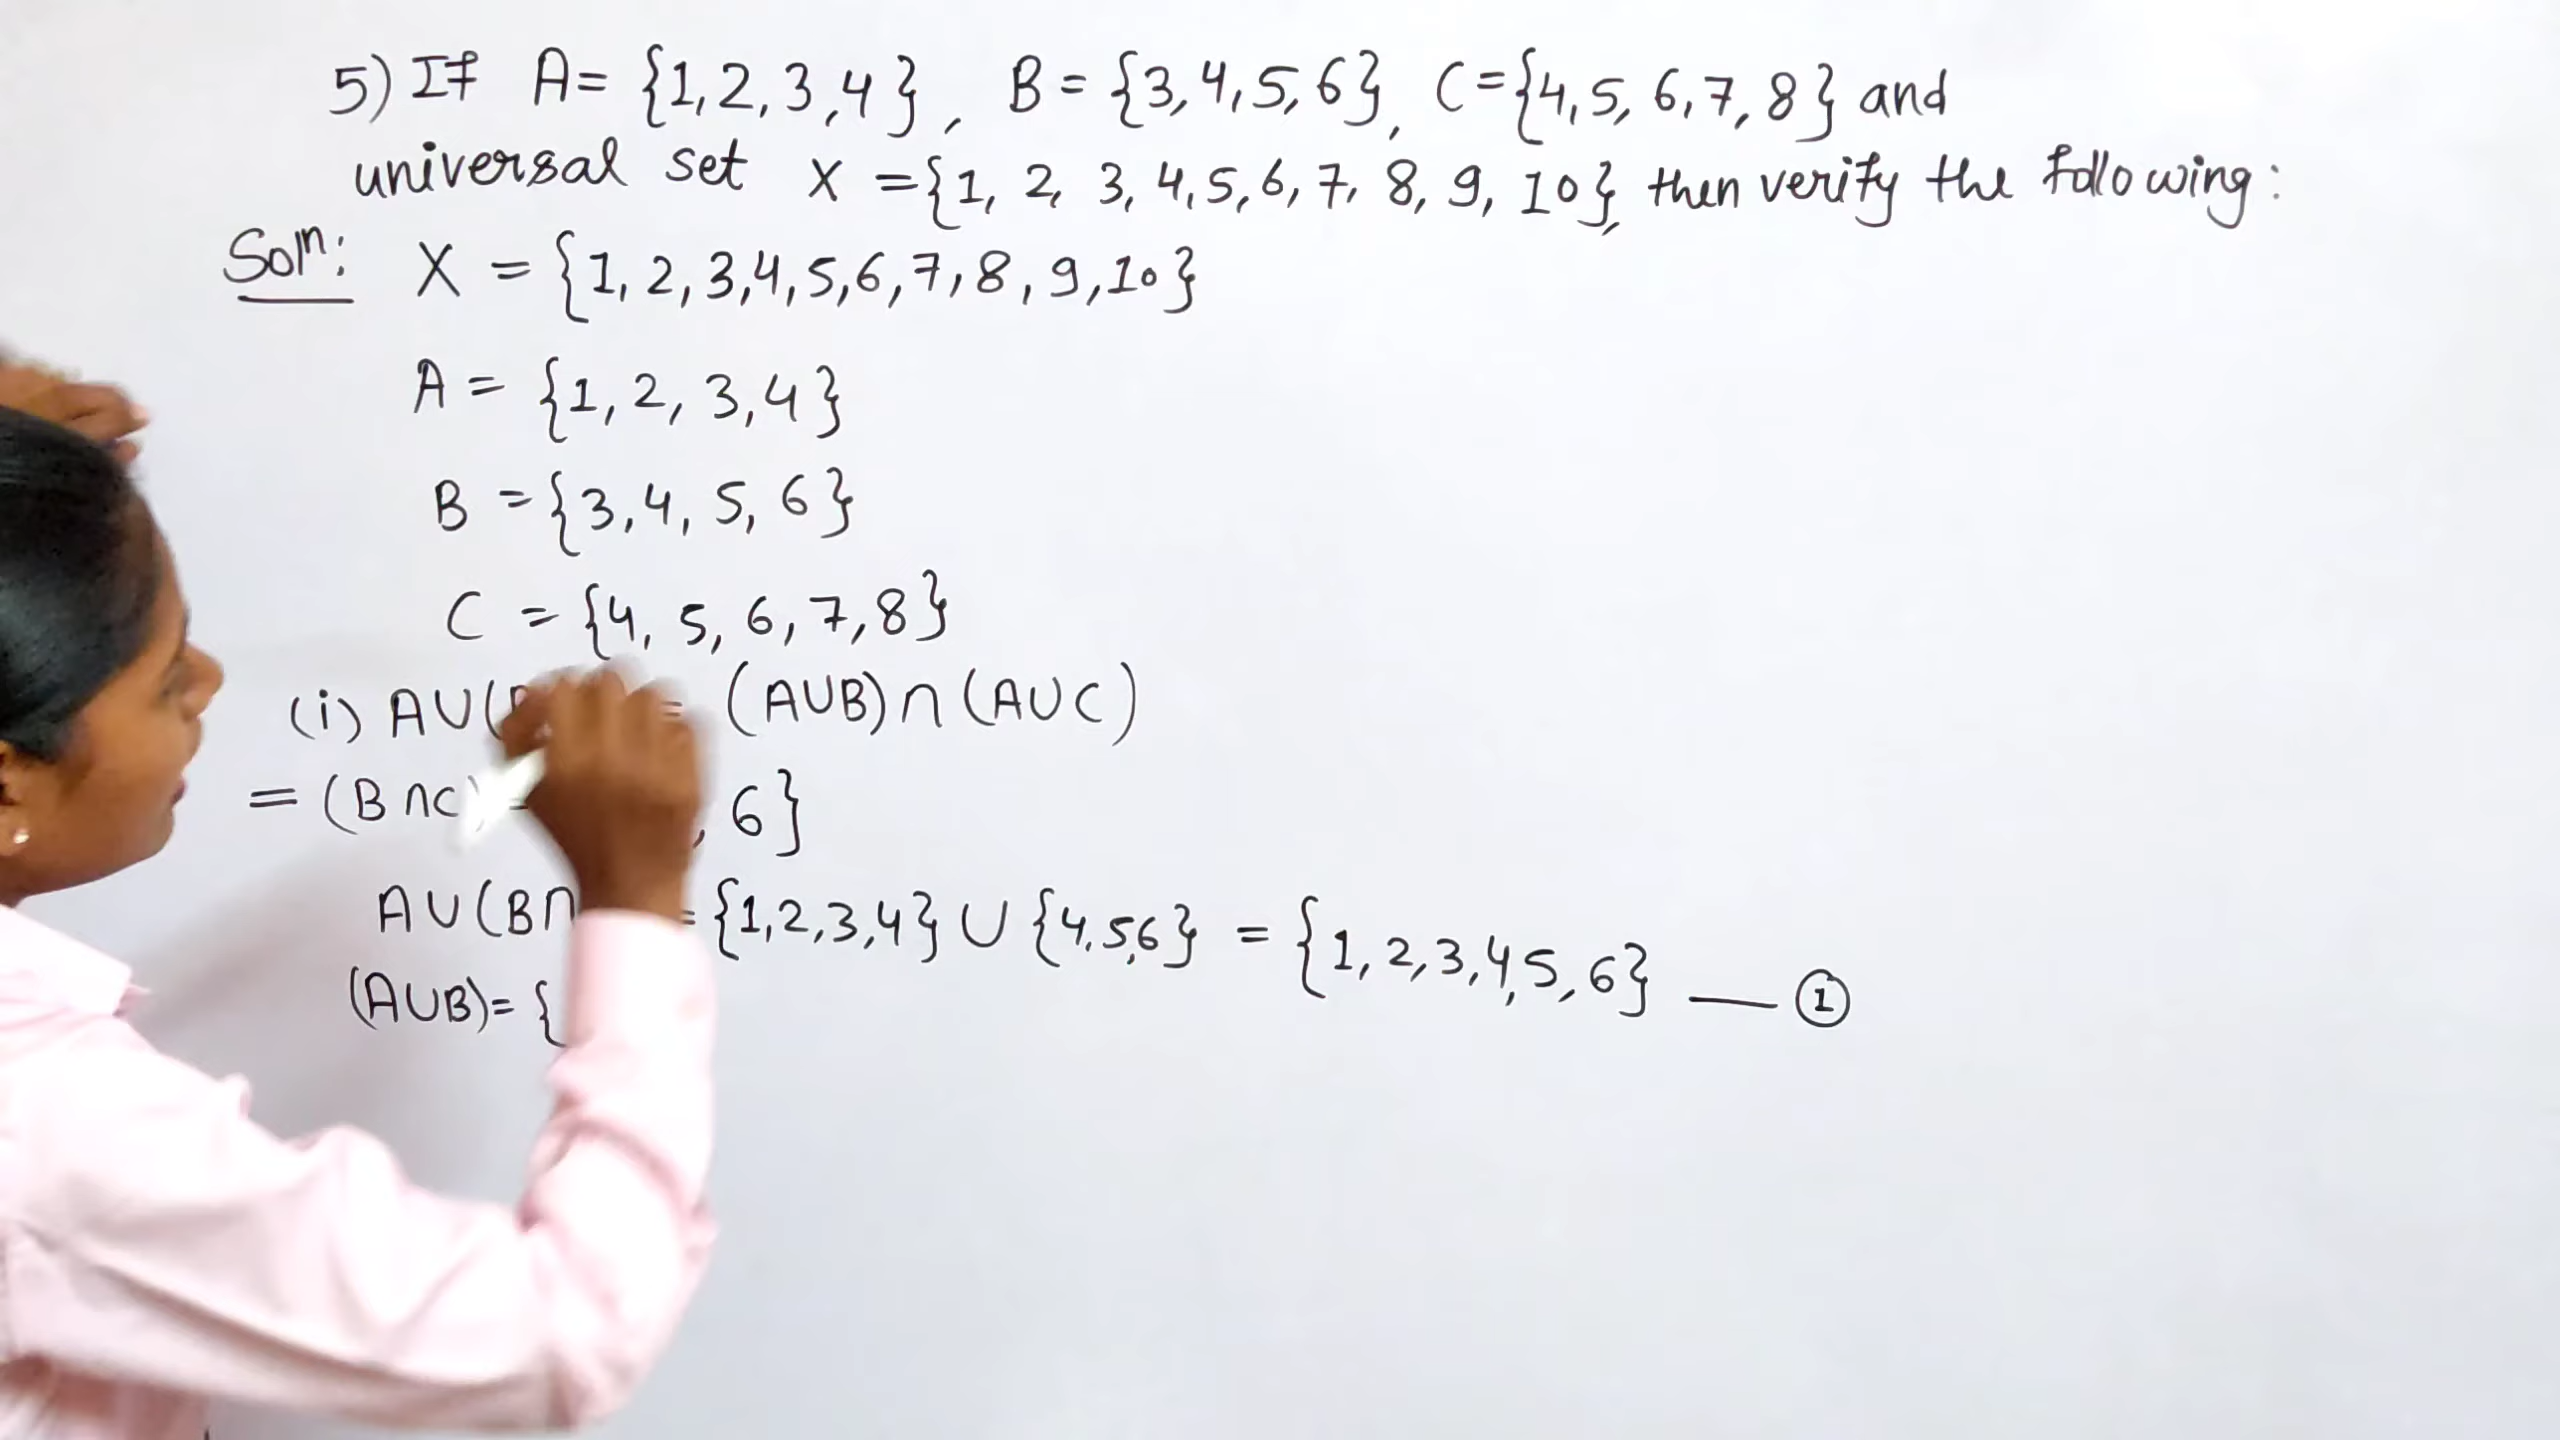 5) If A= {1,2,3,4}, B = {3,4,5,6}, C={4,5,6,7,8} and
universal set X ={1, 2, 3, 4,5,6,7, 8, 9, 10}, then verify the following:
Solⁿ: X = {1,2,3,4,5,6,7,8,9,10}
A = {1,2,3,4}
B = {3,4,5,6}
C = {4,5,6,7,8}
(i) A∪( = (A∪B)∩(A∪C)
= (B∩C) = , 6}
A∪(B∩ = {1,2,3,4} ∪ {4,5,6} = {1,2,3,4,5,6} — ①
(A∪B)= {